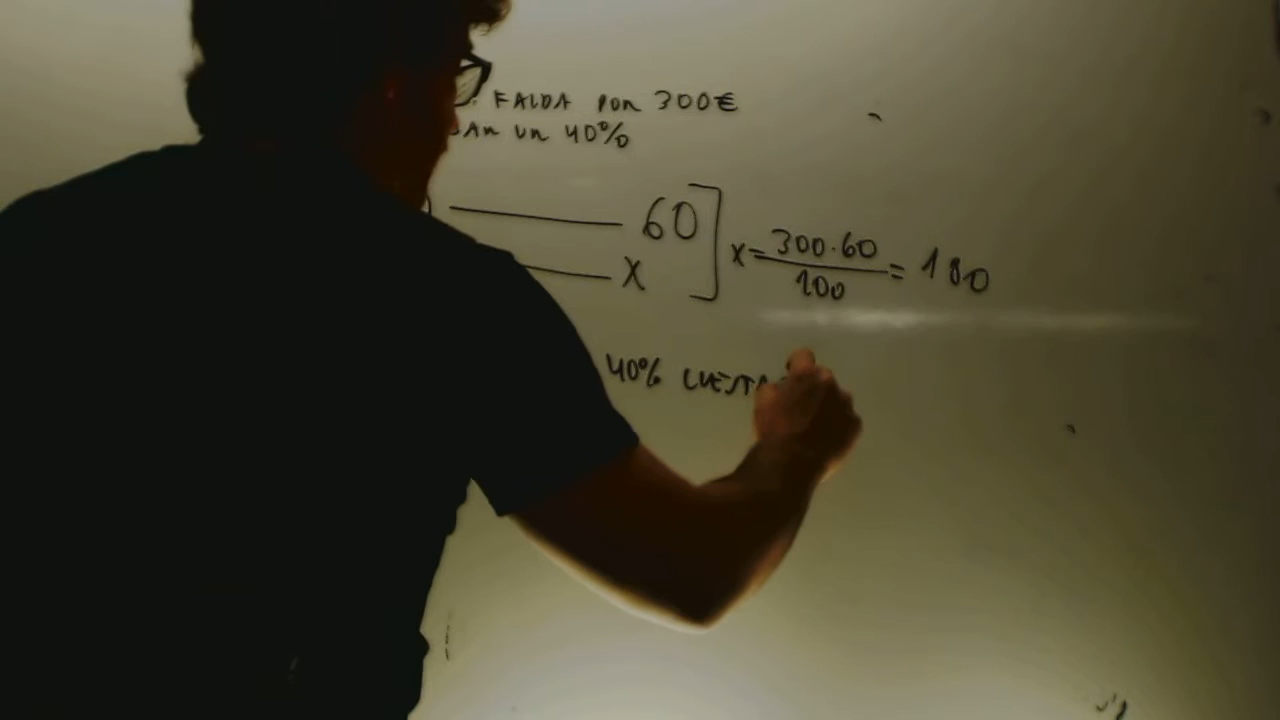 FALDA POR 300€
UN 40%
60
X
X = 300·60 / 100 = 180
40% CUESTA